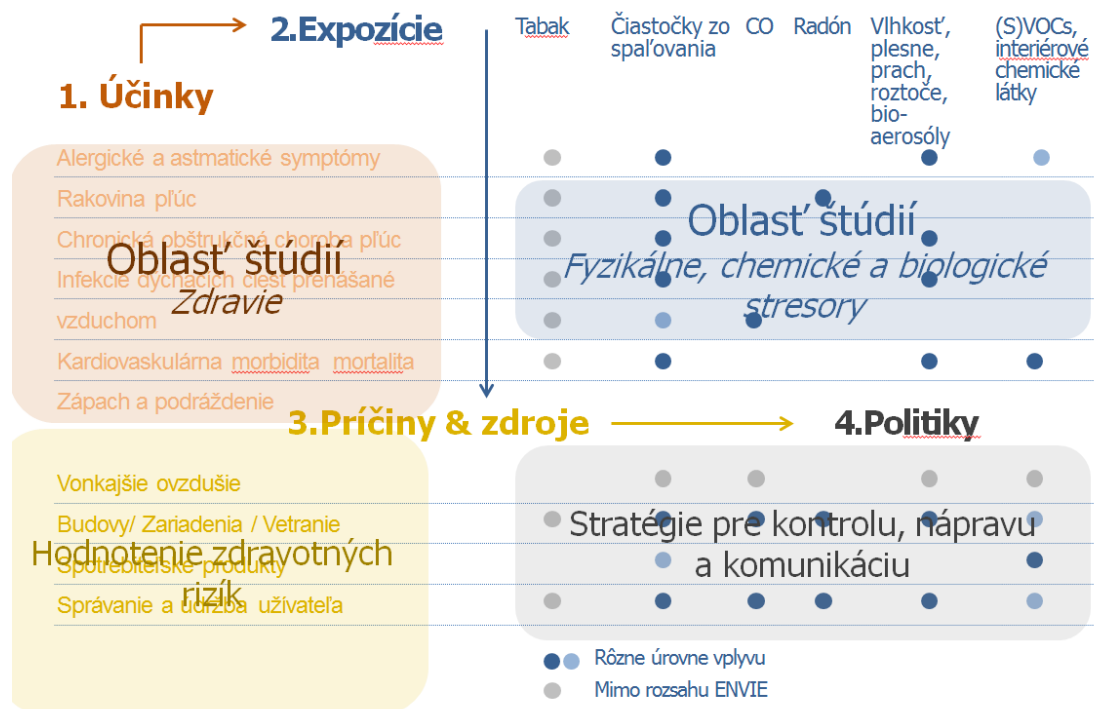 2.Expozície
1. Účinky
Tabak
Čiastočky zo
spaľovania
CO
Radón
Vlhkosť,
plesne,
prach,
roztoče,
bio-
aerosóly
(S)VOCs,
interiérové
chemické
látky
Alergické a astmatické symptómy
Rakovina pľúc
Chronická obštrukčná choroba pľúc
Infekcie dýchacích ciest prenášané
vzduchom
Kardiovaskulárna morbidita mortalita
Zápach a podráždenie
Oblasť štúdií
Zdravie
Oblasť štúdií
Fyzikálne, chemické a biologické
stresory
3.Príčiny & zdroje
4.Politiky
Vonkajšie ovzdušie
Budovy/ Zariadenia / Vetranie
Spotrebiteľské produkty
Správanie a údržba užívateľa
Hodnotenie zdravotných
rizík
Stratégie pre kontrolu, nápravu
a komunikáciu
Rôzne úrovne vplyvu
Mimo rozsahu ENVIE